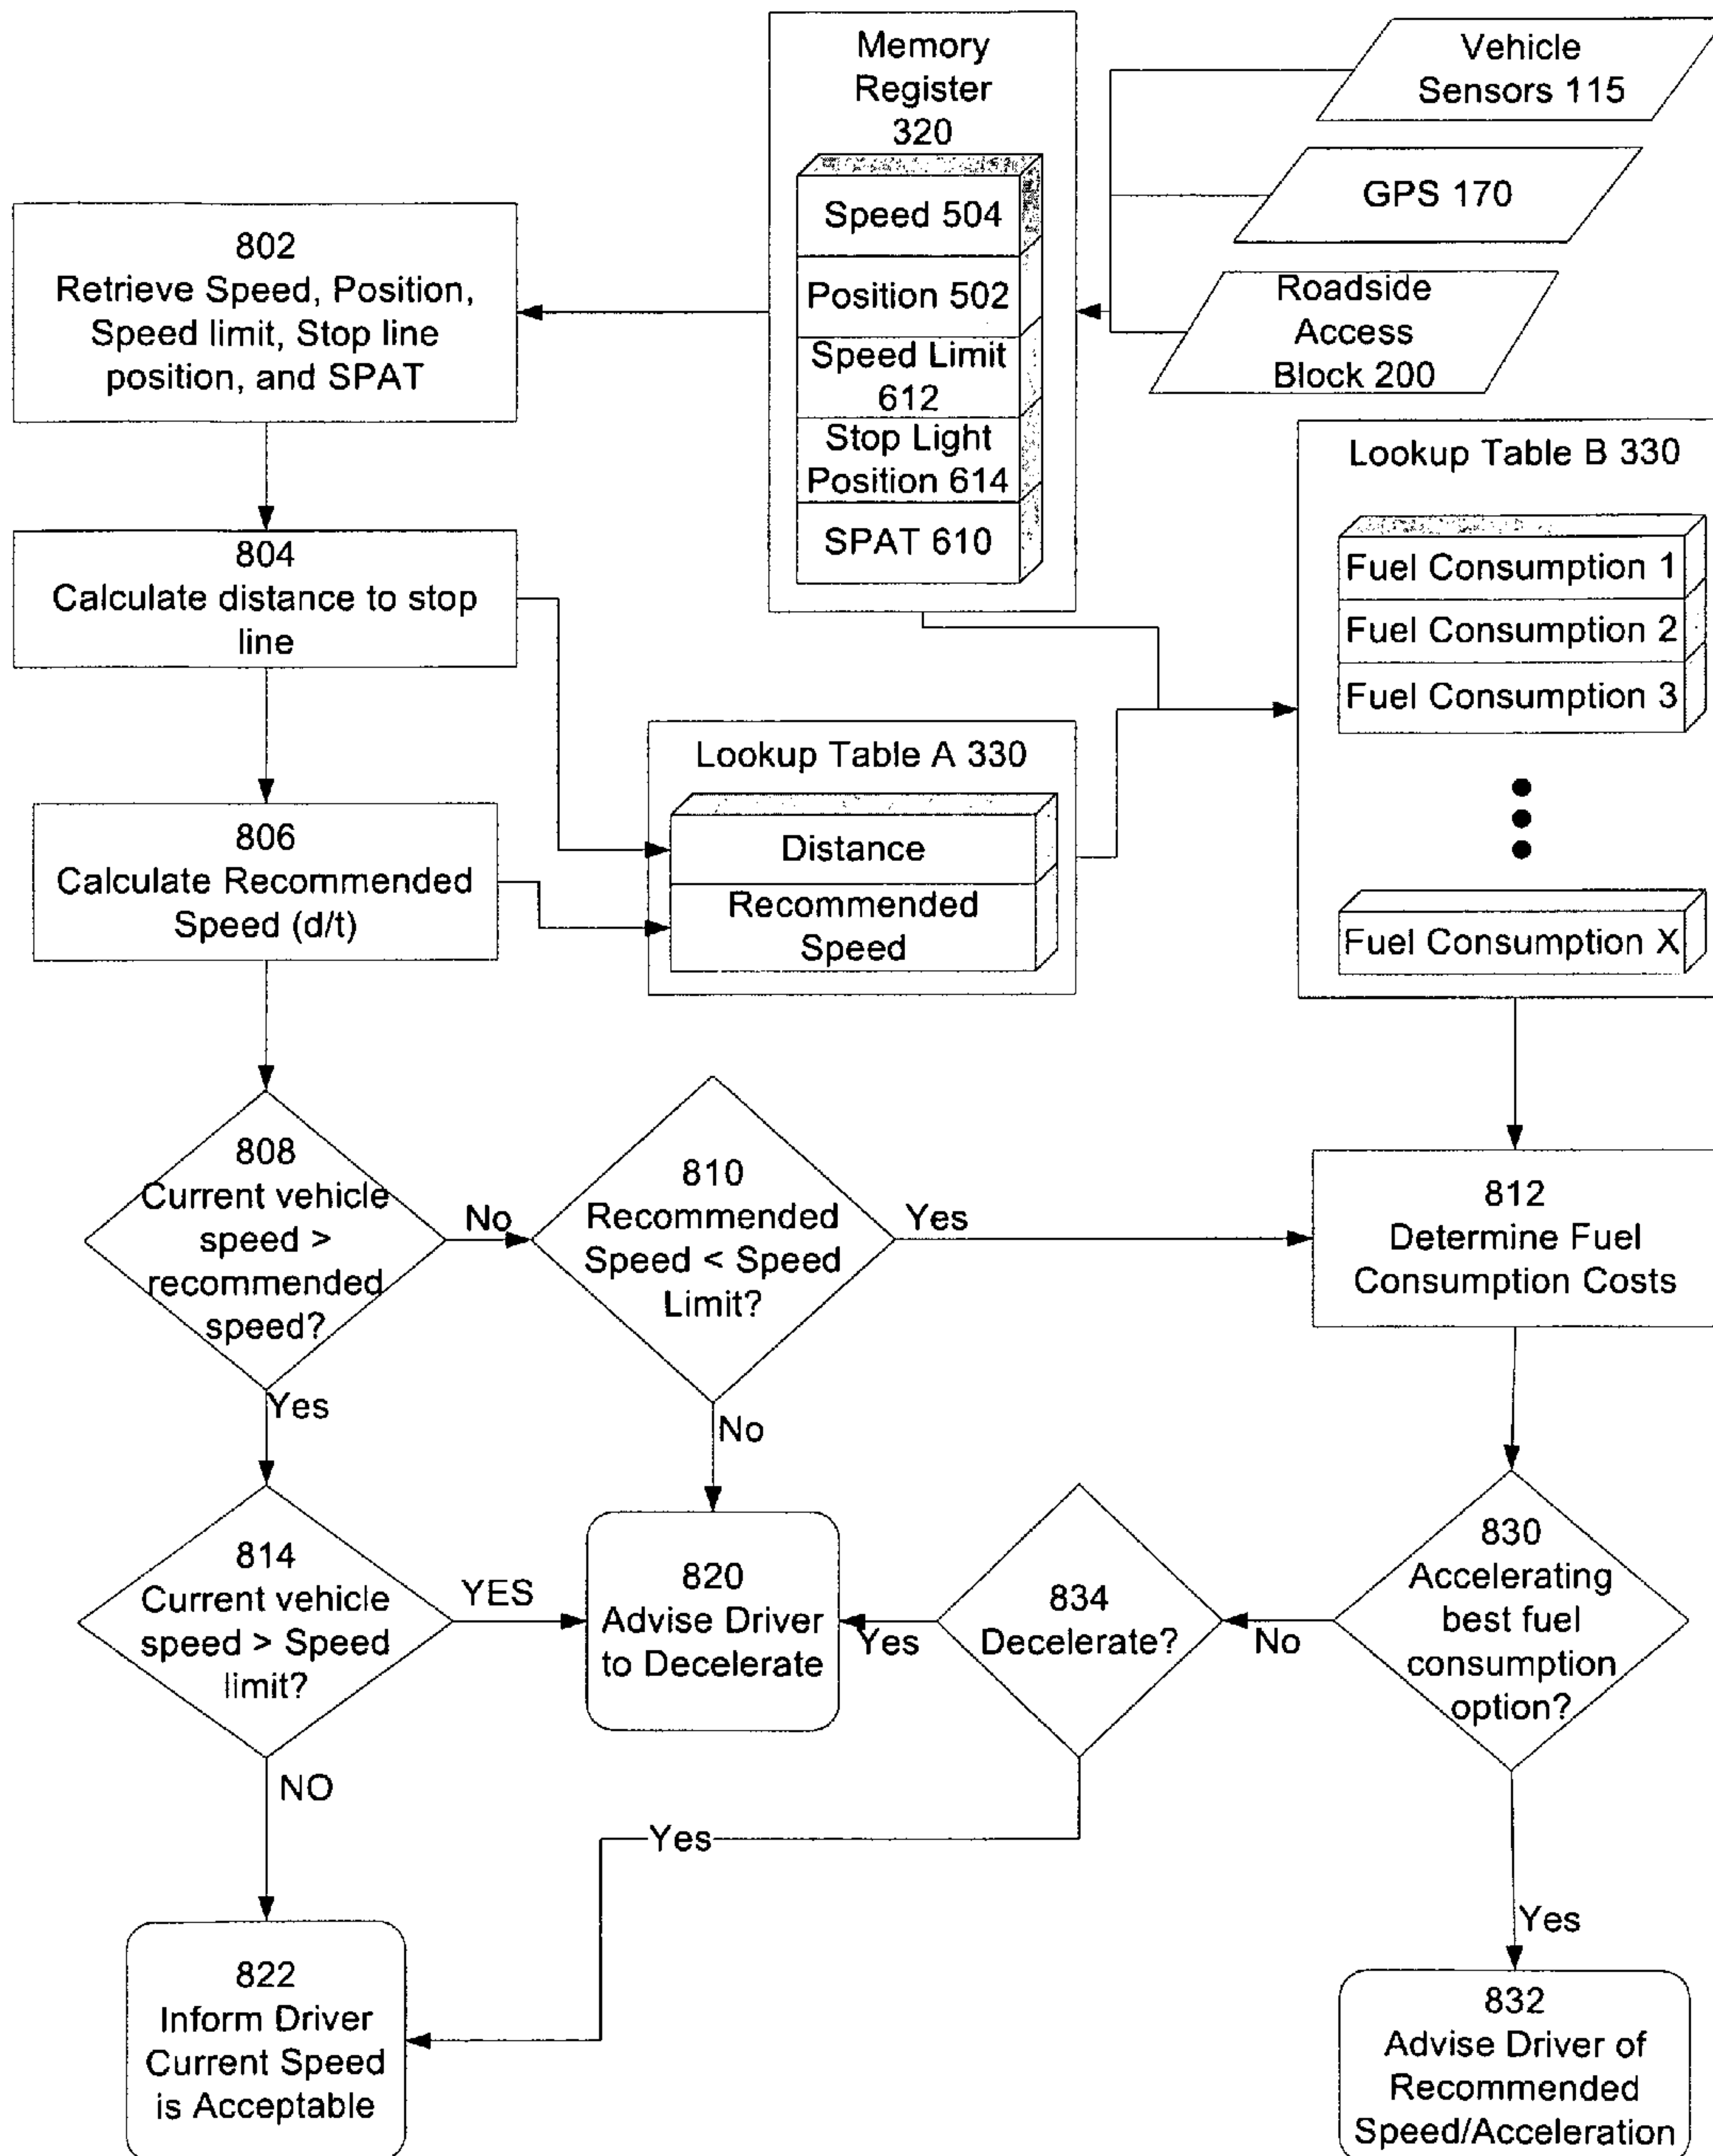 Memory
Register
320
Speed 504
Position 502
Speed Limit
612
Stop Light
Position 614
SPAT 610
Vehicle
Sensors 115
GPS 170
Roadside
Access
Block 200
802
Retrieve Speed, Position,
Speed limit, Stop line
position, and SPAT
804
Calculate distance to stop
line
806
Calculate Recommended
Speed (d/t)
Lookup Table A 330
Distance
Recommended
Speed
Lookup Table B 330
Fuel Consumption 1
Fuel Consumption 2
Fuel Consumption 3
Fuel Consumption X
808
Current vehicle
speed >
recommended
speed?
No
Yes
810
Recommended
Speed < Speed
Limit?
Yes
No
812
Determine Fuel
Consumption Costs
814
Current vehicle
speed > Speed
limit?
YES
NO
820
Advise Driver
to Decelerate
834
Decelerate?
Yes
Yes
830
Accelerating
best fuel
consumption
option?
No
Yes
822
Inform Driver
Current Speed
is Acceptable
832
Advise Driver of
Recommended
Speed/Acceleration